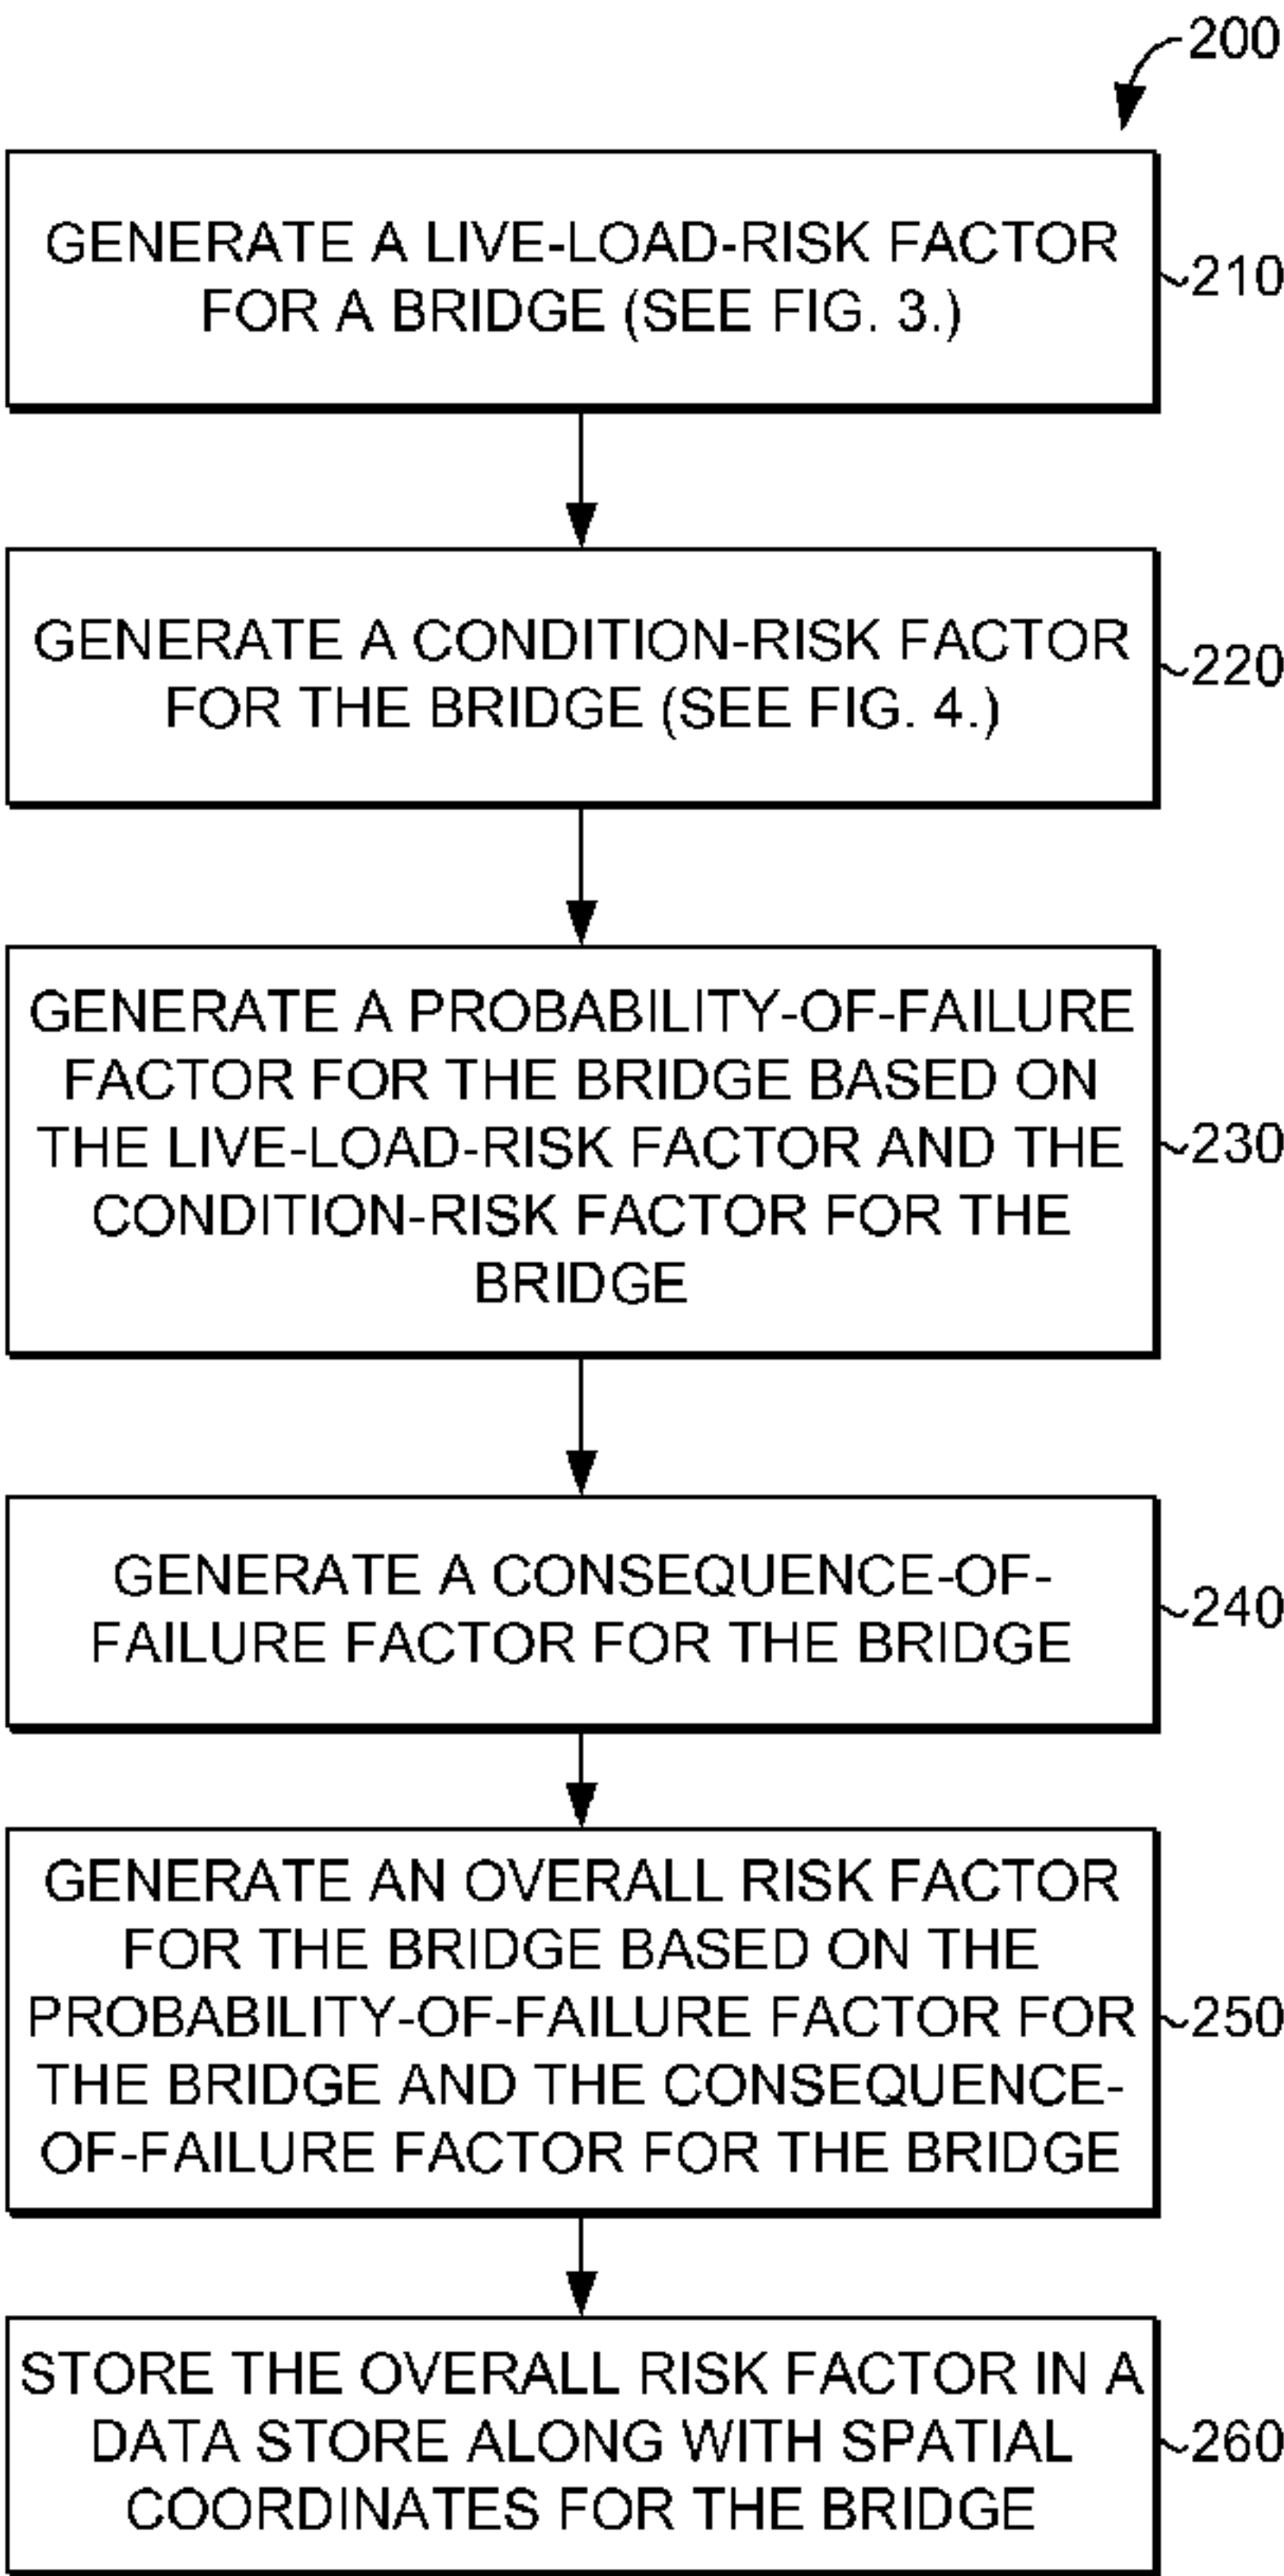 200
GENERATE A LIVE-LOAD-RISK FACTOR
FOR A BRIDGE (SEE FIG. 3.)
210
GENERATE A CONDITION-RISK FACTOR
FOR THE BRIDGE (SEE FIG. 4.)
220
GENERATE A PROBABILITY-OF-FAILURE
FACTOR FOR THE BRIDGE BASED ON
THE LIVE-LOAD-RISK FACTOR AND THE
CONDITION-RISK FACTOR FOR THE
BRIDGE
230
GENERATE A CONSEQUENCE-OF-
FAILURE FACTOR FOR THE BRIDGE
240
GENERATE AN OVERALL RISK FACTOR
FOR THE BRIDGE BASED ON THE
PROBABILITY-OF-FAILURE FACTOR FOR
THE BRIDGE AND THE CONSEQUENCE-
OF-FAILURE FACTOR FOR THE BRIDGE
250
STORE THE OVERALL RISK FACTOR IN A
DATA STORE ALONG WITH SPATIAL
COORDINATES FOR THE BRIDGE
260